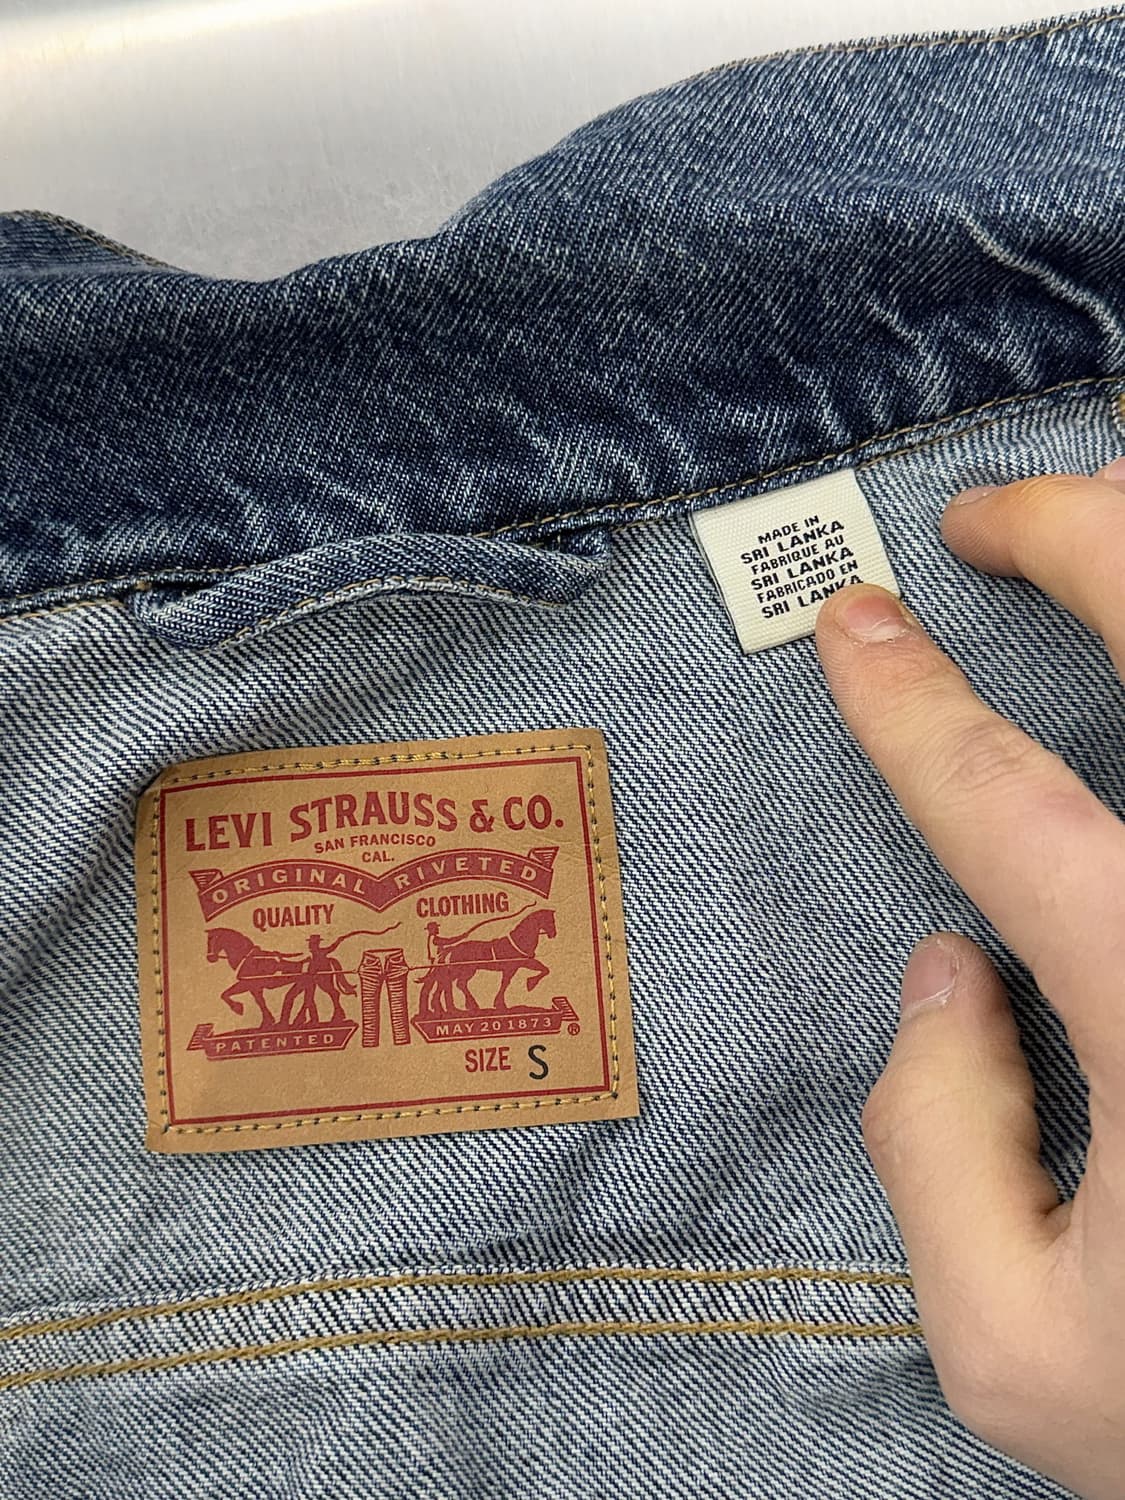 MADE IN
SRI LANKA
FABRIQUE AU
SRI LANKA
FABRICADO EN
SRI LANKA
LEVI STRAUSS & CO.
SAN FRANCISCO
CAL.
ORIGINAL RIVETED
QUALITY CLOTHING
PATENTED MAY 20 1873 ®
SIZE S